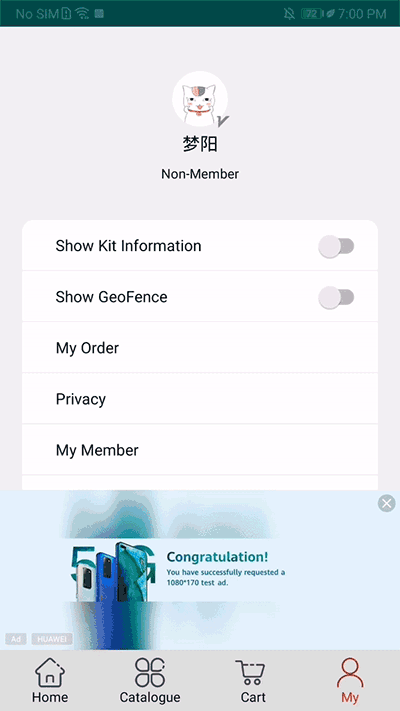 No SIM 72 7:00 PM
梦阳
Non-Member
Show Kit Information
Show GeoFence
My Order
Privacy
My Member
5G
Congratulation!
You have successfully requested a
1080*170 test ad.
Ad HUAWEI
Home Catalogue Cart My